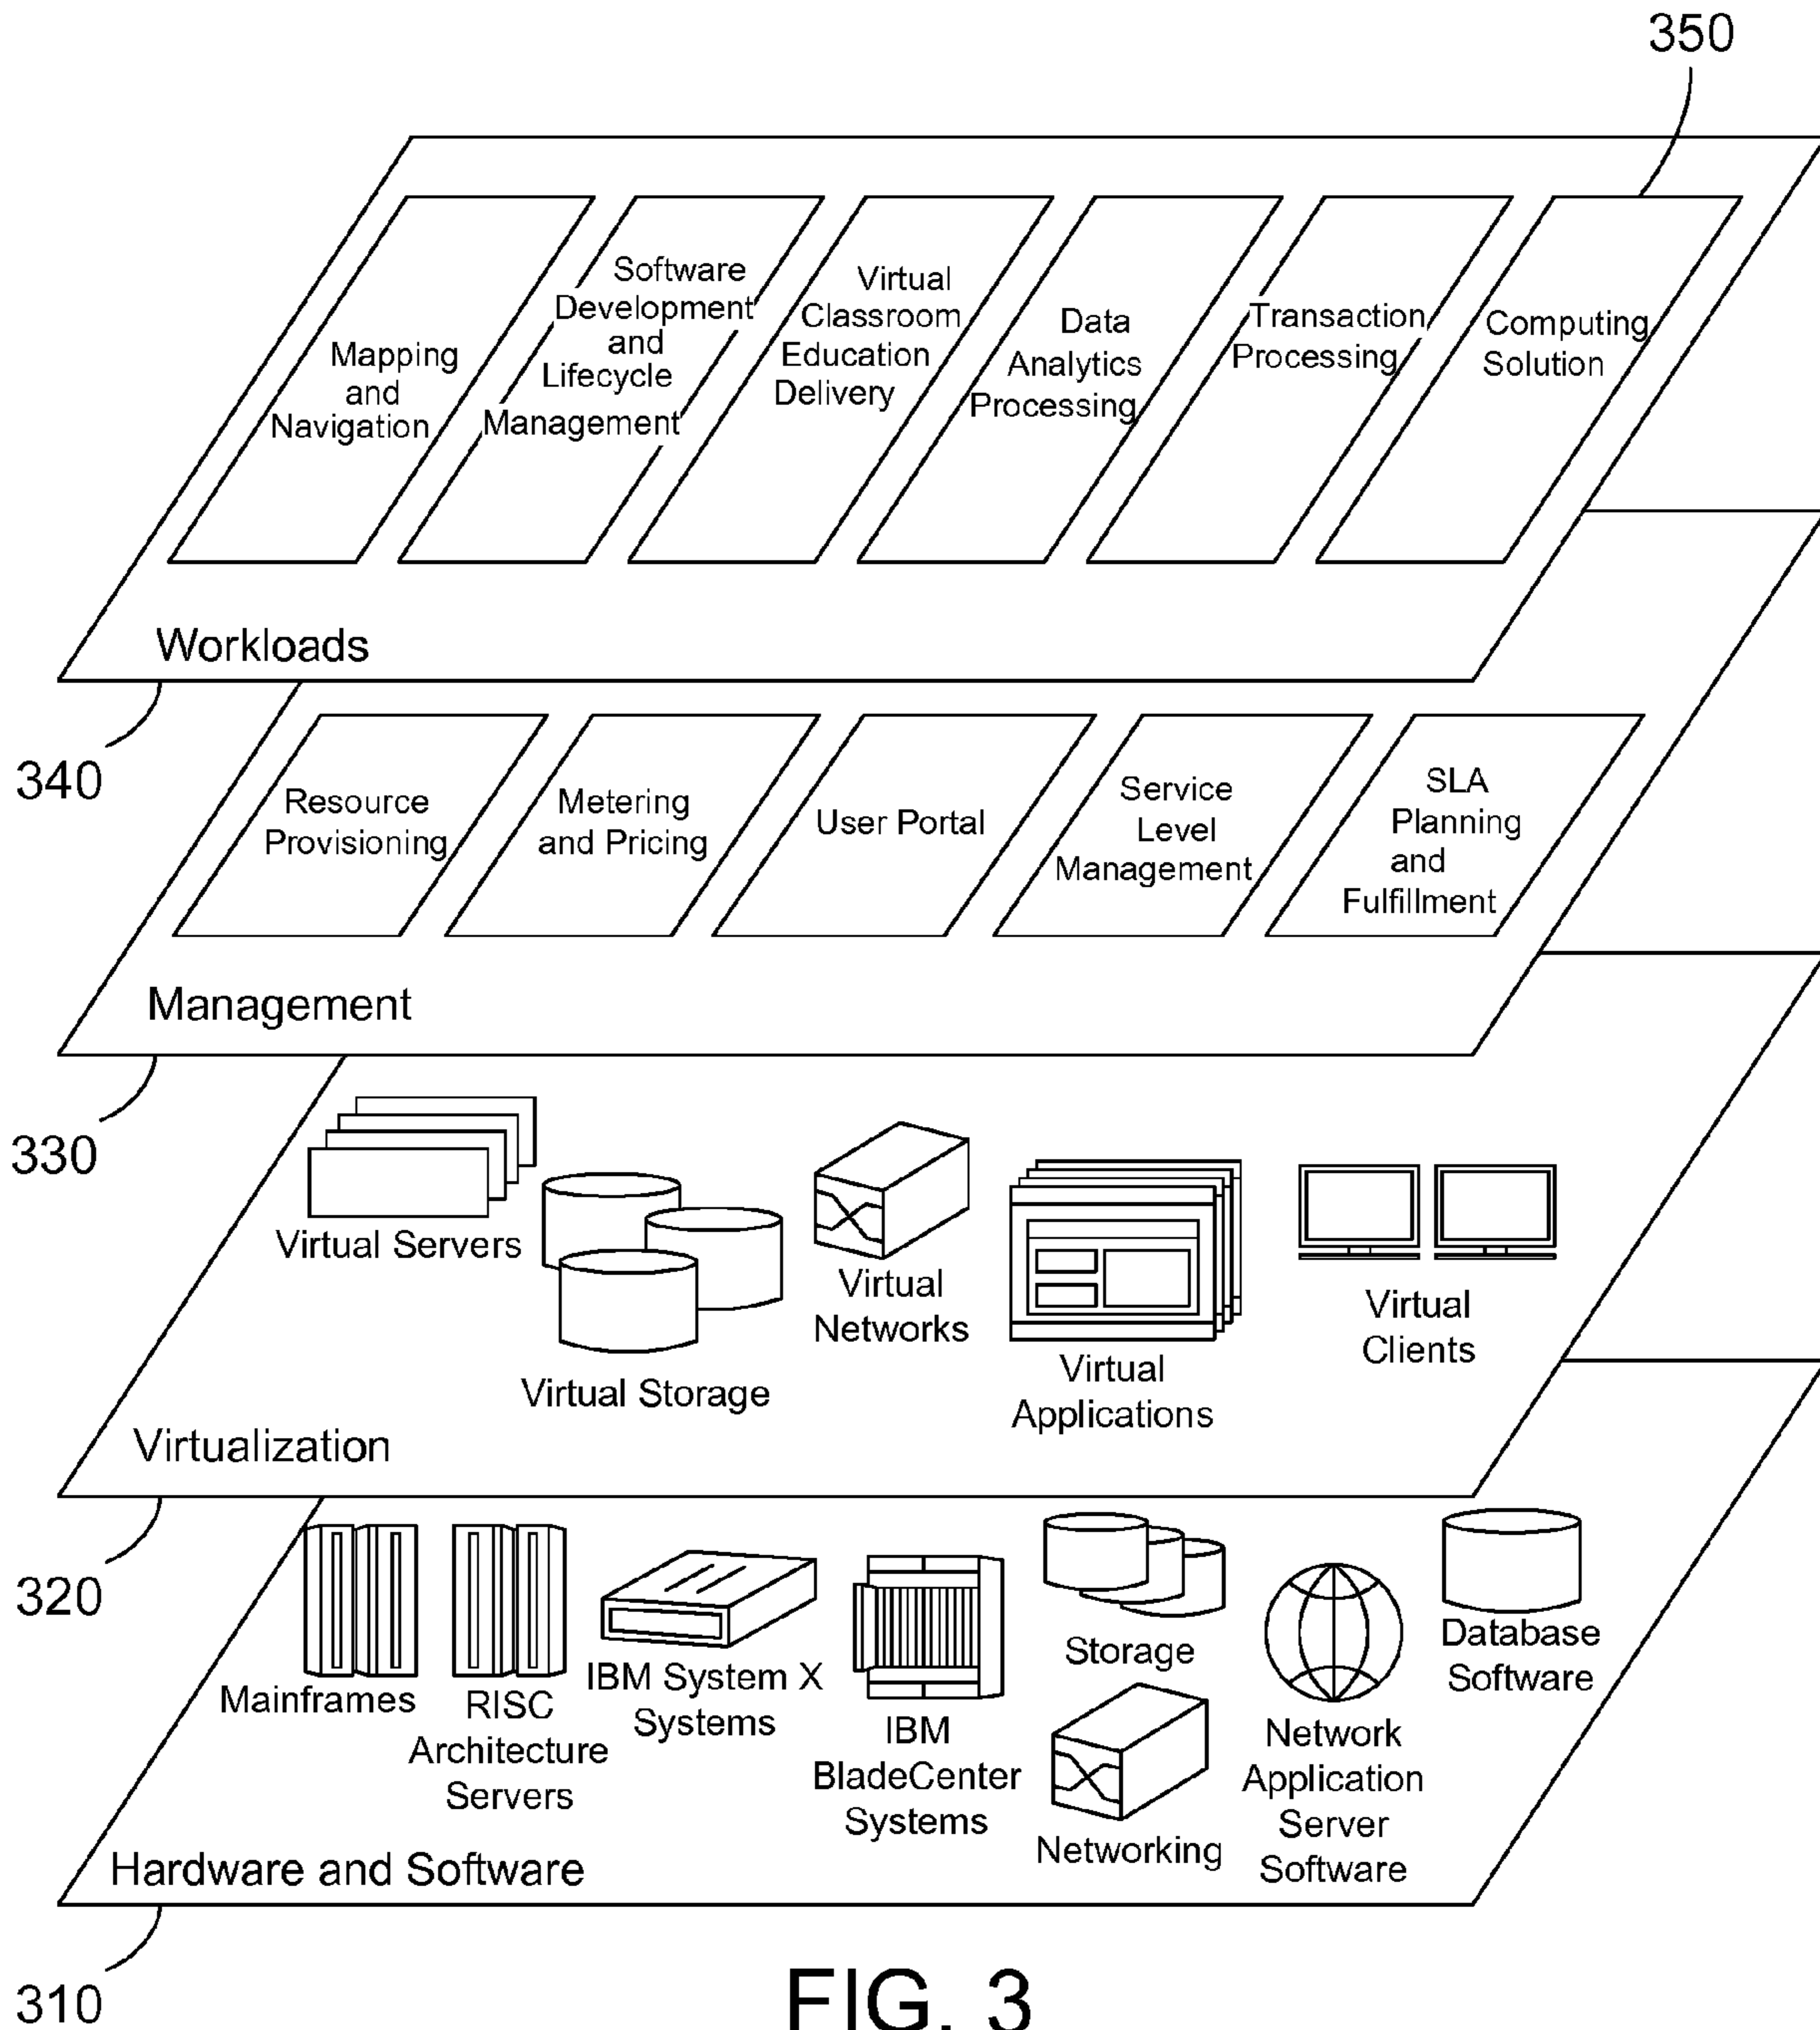 350
Mapping
and
Navigation
Software
Development
and
Lifecycle
Management
Virtual
Classroom
Education
Delivery
Data
Analytics
Processing
Transaction
Processing
Computing
Solution
Workloads
340
Resource
Provisioning
Metering
and Pricing
User Portal
Service
Level
Management
SLA
Planning
and
Fulfillment
Management
330
Virtual Servers
Virtual Storage
Virtual
Networks
Virtual
Applications
Virtual
Clients
Virtualization
320
Mainframes
RISC
Architecture
Servers
IBM System X
Systems
IBM
BladeCenter
Systems
Storage
Networking
Network
Application
Server
Software
Database
Software
Hardware and Software
310
FIG. 3